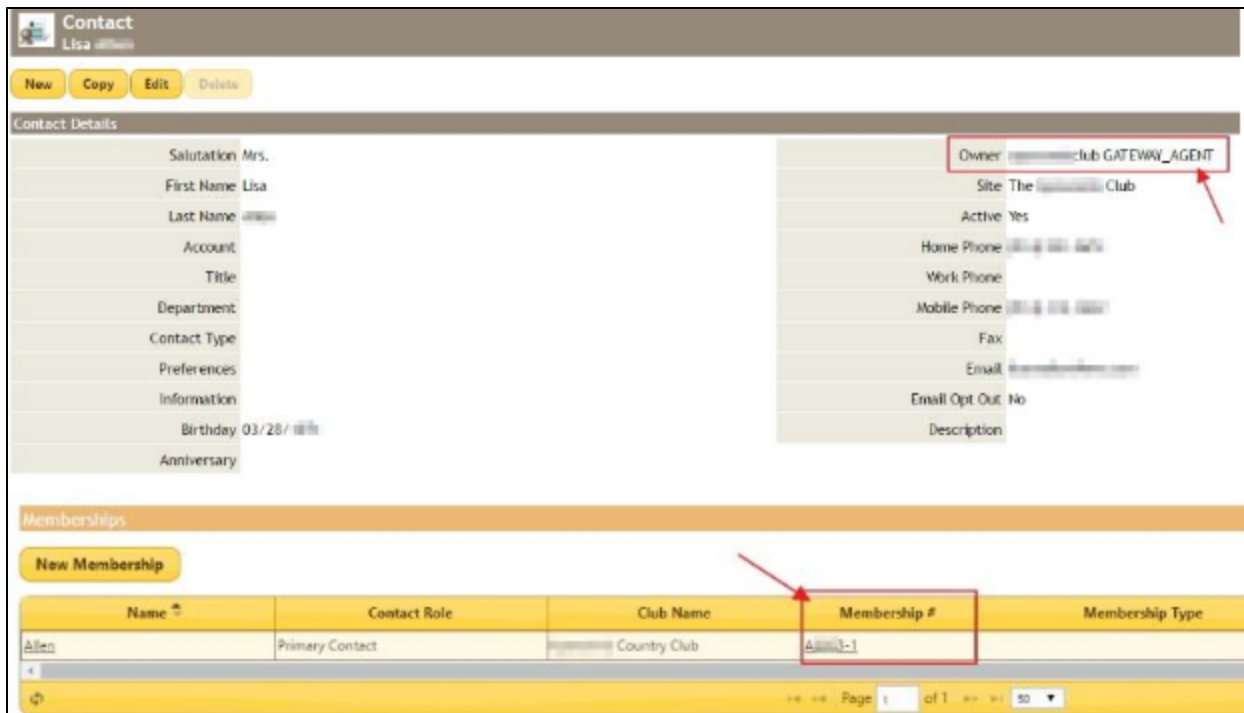 Contact
Lisa
New Copy Edit Delete
Contact Details
Salutation Mrs.
First Name Lisa
Last Name
Account
Title
Department
Contact Type
Preferences
Information
Birthday 03/28/
Anniversary
Owner club GATEWAY_AGENT
Site The Club
Active Yes
Home Phone
Work Phone
Mobile Phone
Fax
Email
Email Opt Out No
Description
Memberships
New Membership
Name Contact Role Club Name Membership # Membership Type
Allen Primary Contact Country Club A 3-1
Page 1 of 1 50